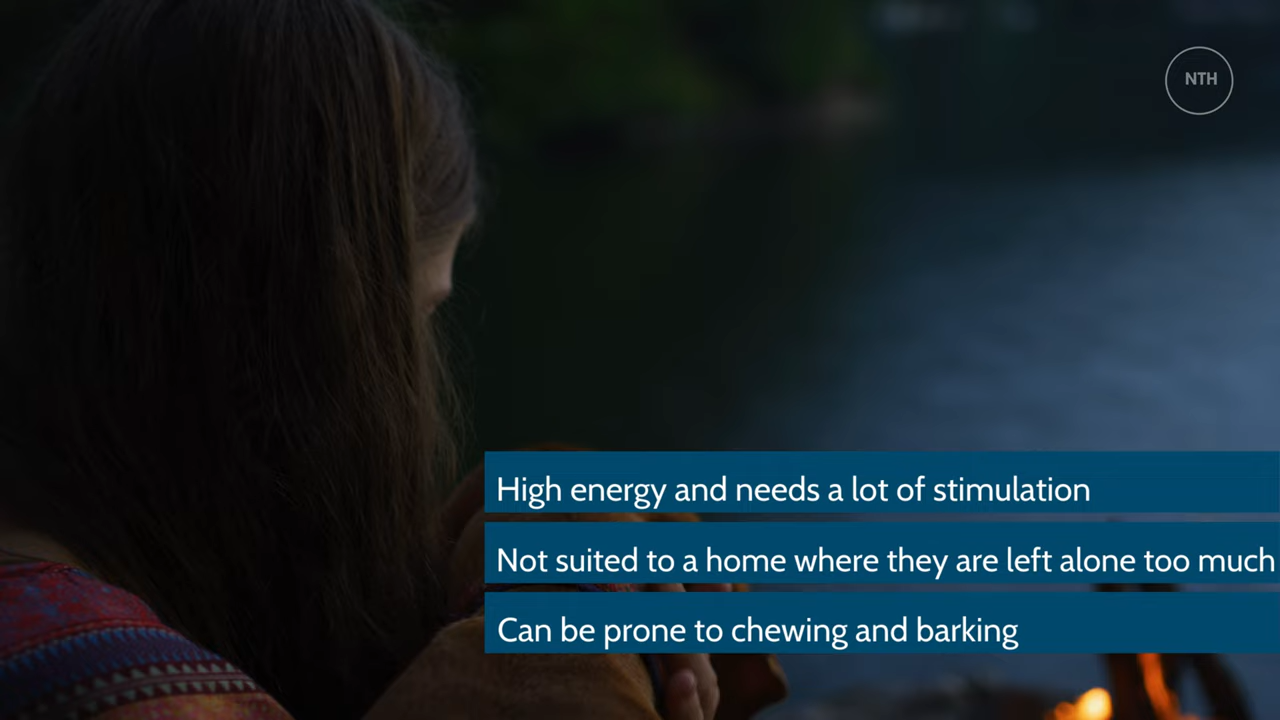 NTH
High energy and needs a lot of stimulation
Not suited to a home where they are left alone too much
Can be prone to chewing and barking